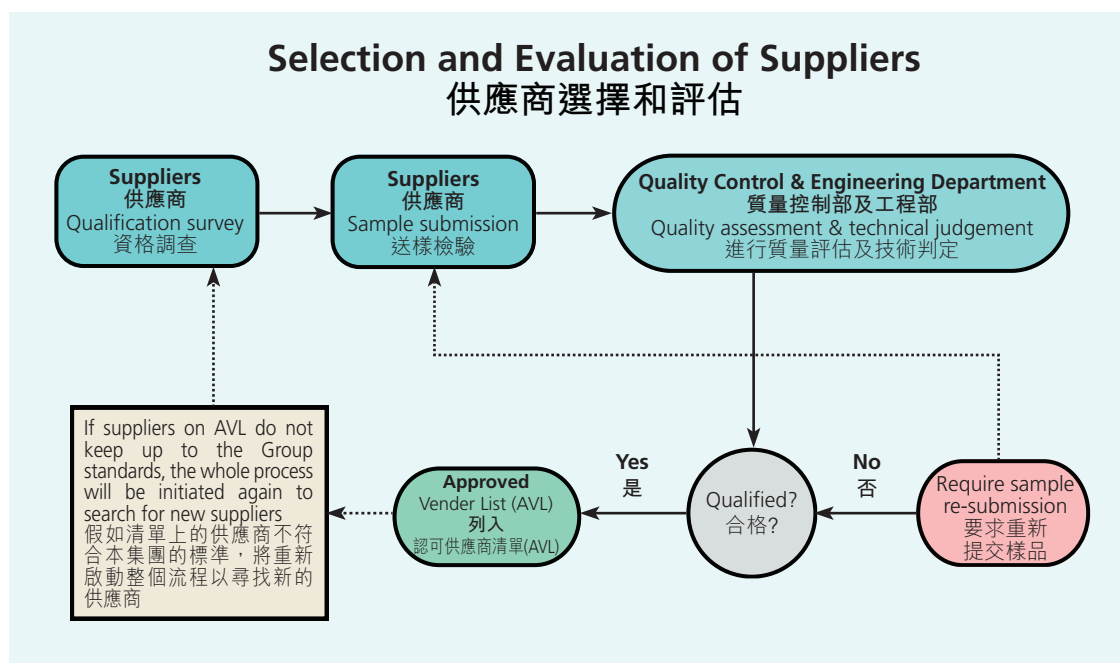 Selection and Evaluation of Suppliers
供應商選擇和評估
Suppliers
供應商
Qualification survey
資格調查
Suppliers
供應商
Sample submission
送樣檢驗
Quality Control & Engineering Department
質量控制部及工程部
Quality assessment & technical judgement
進行質量評估及技術判定
If suppliers on AVL do not
keep up to the Group
standards, the whole process
will be initiated again to
search for new suppliers
假如清單上的供應商不符
合本集團的標準，將重新
啟動整個流程以尋找新的
供應商
Approved
Vender List (AVL)
列入
認可供應商清單(AVL)
Yes
是
Qualified?
合格?
No
否
Require sample
re-submission
要求重新
提交樣品